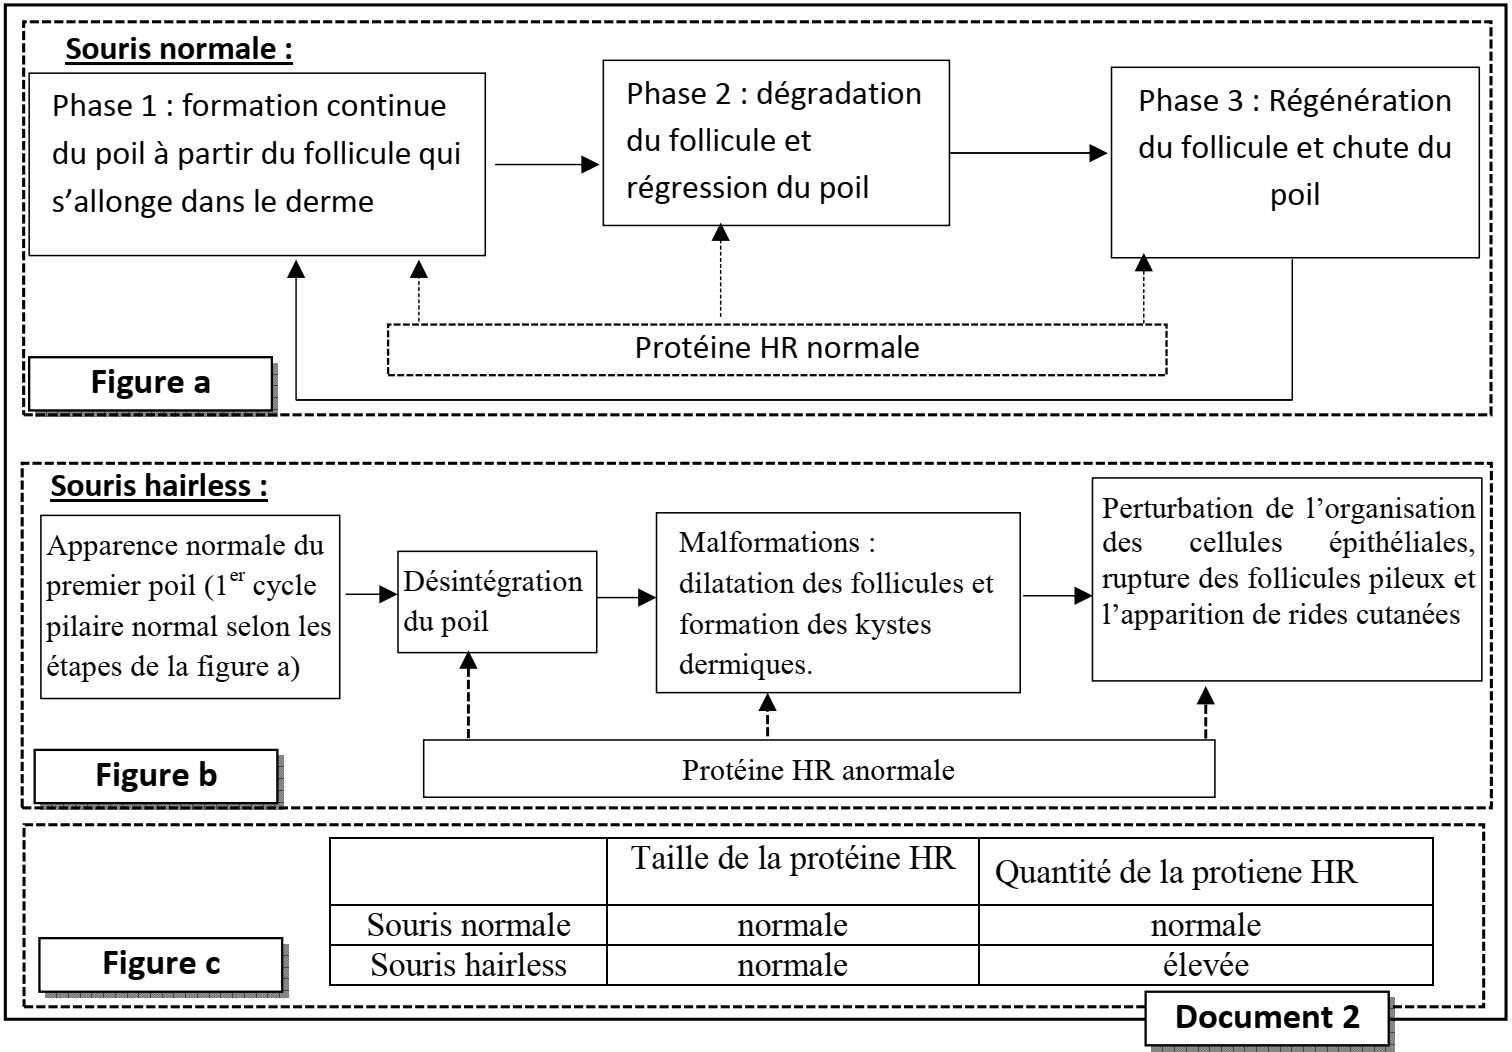 Souris normale :
Phase 1 : formation continue
du poil à partir du follicule qui
s’allonge dans le derme
Phase 2 : dégradation
du follicule et
régression du poil
Phase 3 : Régénération
du follicule et chute du
poil
Protéine HR normale
Figure a
Souris hairless :
Apparence normale du
premier poil (1er cycle
pilaire normal selon les
étapes de la figure a)
Désintégration
du poil
Malformations :
dilatation des follicules et
formation des kystes
dermiques.
Perturbation de l’organisation
des cellules épithéliales,
rupture des follicules pileux et
l’apparition de rides cutanées
Protéine HR anormale
Figure b
Taille de la protéine HR
Quantité de la protiene HR
Souris normale normale normale
Souris hairless normale élevée
Figure c
Document 2